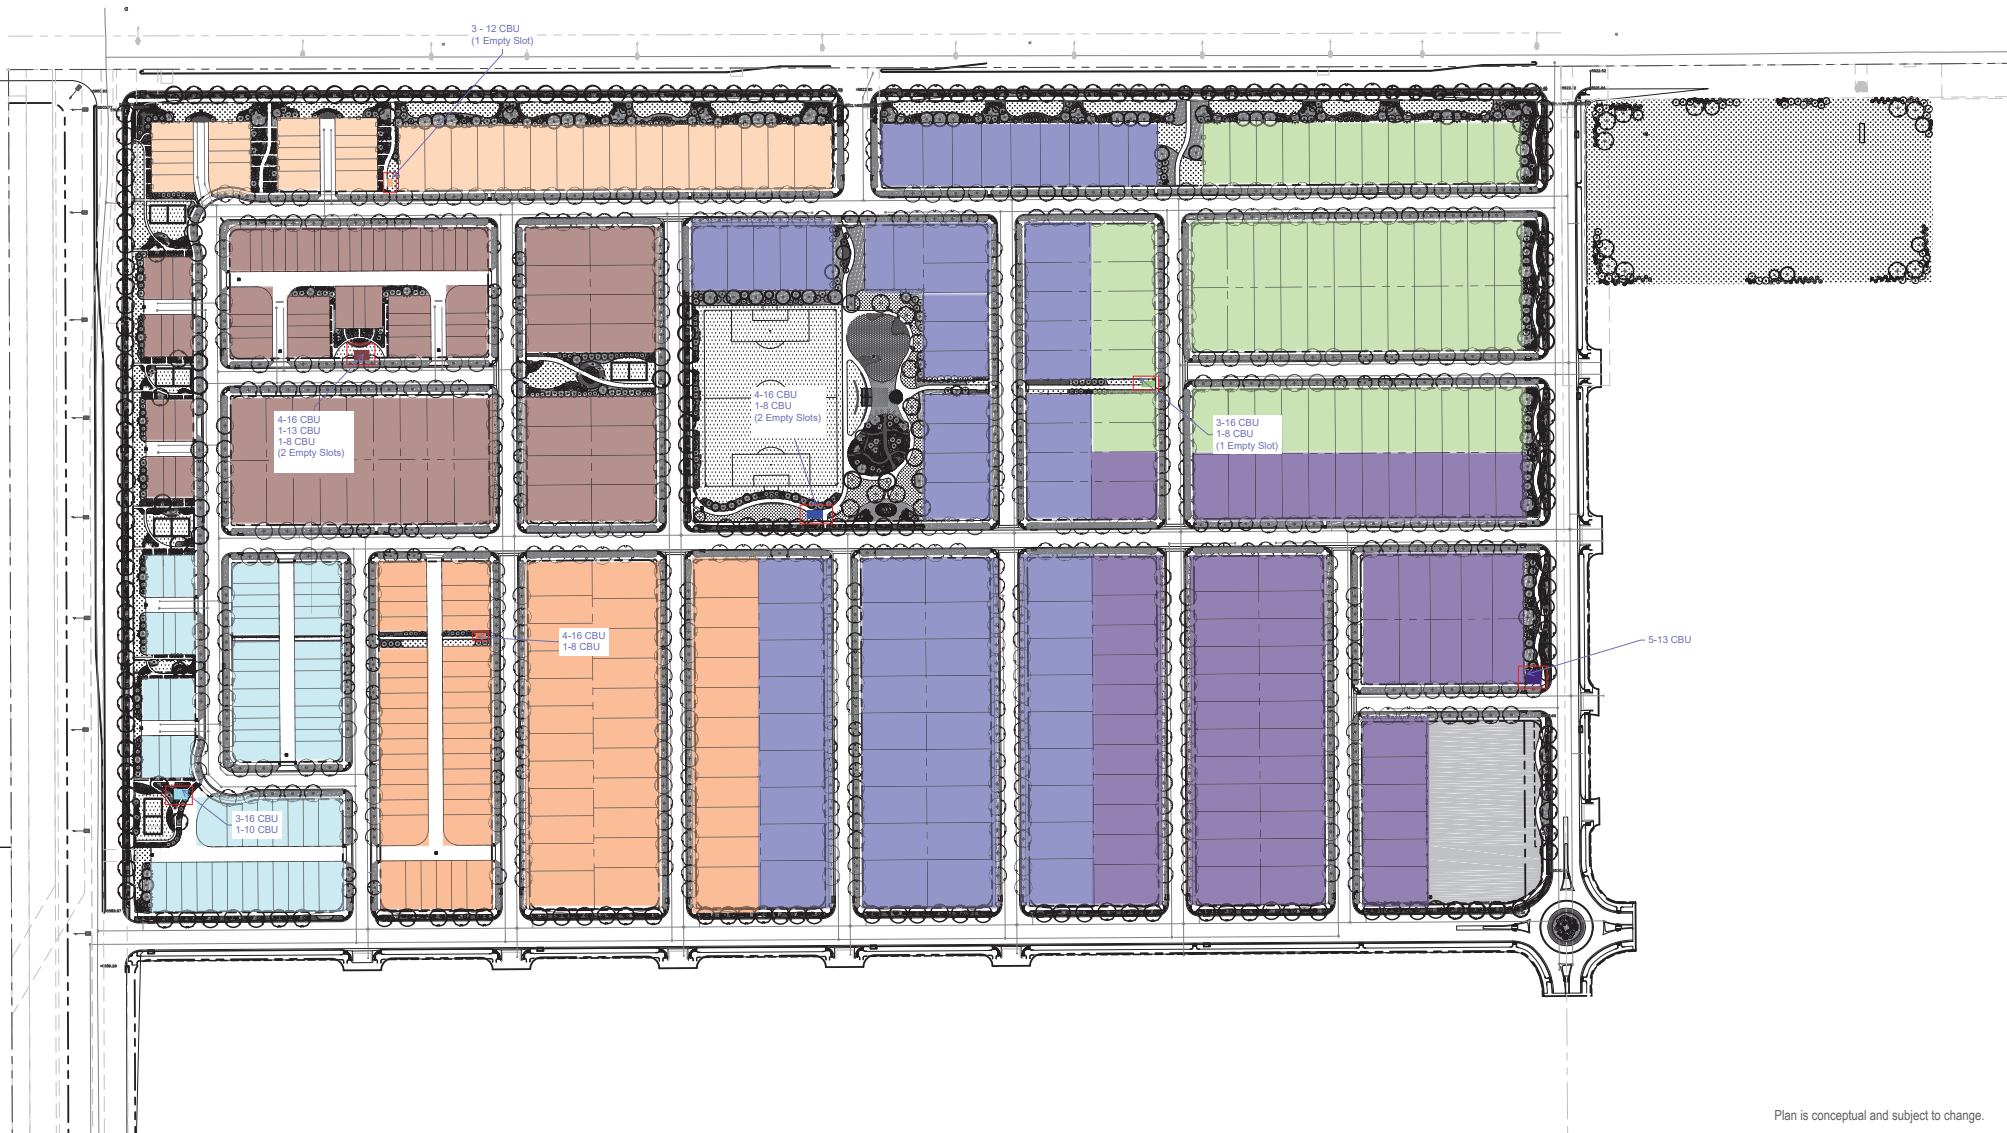 3 - 12 CBU
(1 Empty Slot)
4-16 CBU
1-13 CBU
1-8 CBU
(2 Empty Slots)
4-16 CBU
1-8 CBU
(2 Empty Slots)
3-16 CBU
1-8 CBU
(1 Empty Slot)
4-16 CBU
1-8 CBU
5-13 CBU
3-16 CBU
1-10 CBU
Plan is conceptual and subject to change.